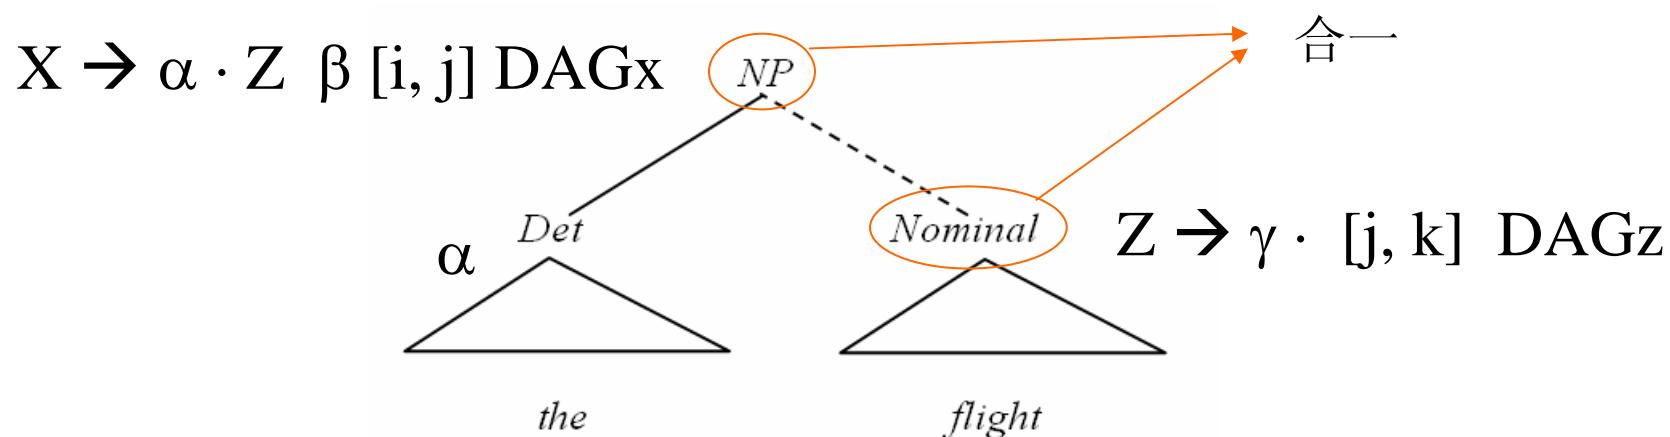 合一
X → α · Z β [i, j] DAGx
NP
Det
α
Nominal
Z → γ · [j, k] DAGz
the
flight